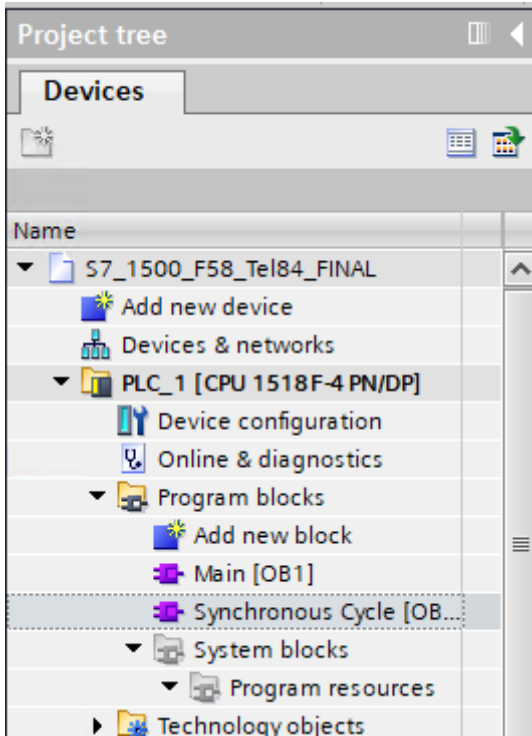 Project tree
Devices
Name
S7_1500_F58_Tel84_FINAL
Add new device
Devices & networks
PLC_1 [CPU 1518F-4 PN/DP]
Device configuration
Online & diagnostics
Program blocks
Add new block
Main [OB1]
Synchronous Cycle [OB...
System blocks
Program resources
Technology objects